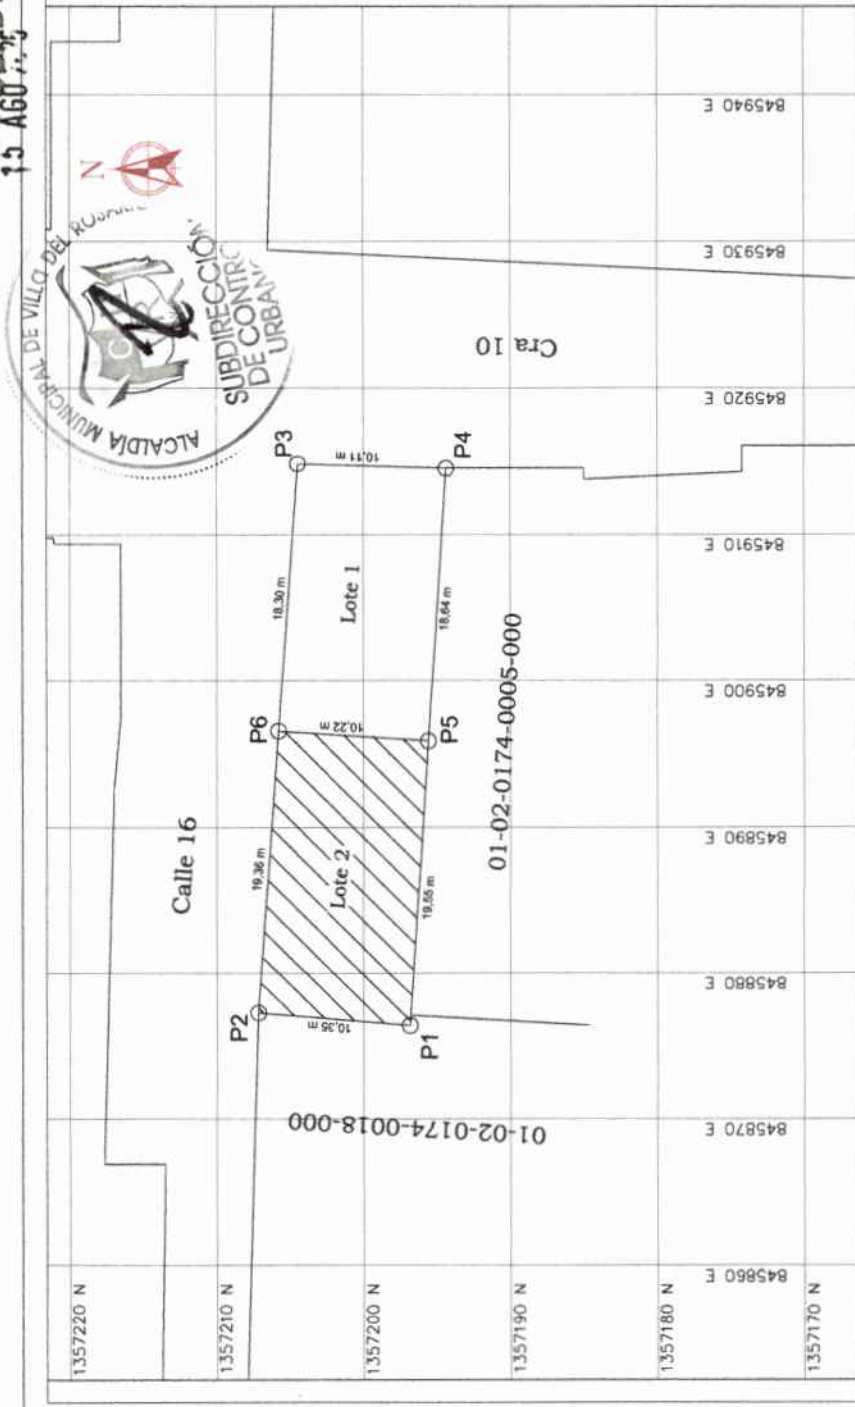 15 AGO
N
ALCALDIA MUNICIPAL DE VILLA DEL
SUBDIRECCIÓN
DE CONTRO
URBAN
1357220 N
1357210 N
1357200 N
1357190 N
1357180 N
1357170 N
Calle 16
Cra 10
P2
19,36 m
P6
18,30 m
P3
10,35 m
Lote 2
10,22 m
Lote 1
10,11 m
P1
19,55 m
P5
18,64 m
P4
01-02-0174-0018-000
01-02-0174-0005-000
845860 E
845870 E
845880 E
845890 E
845900 E
845910 E
845920 E
845930 E
845940 E